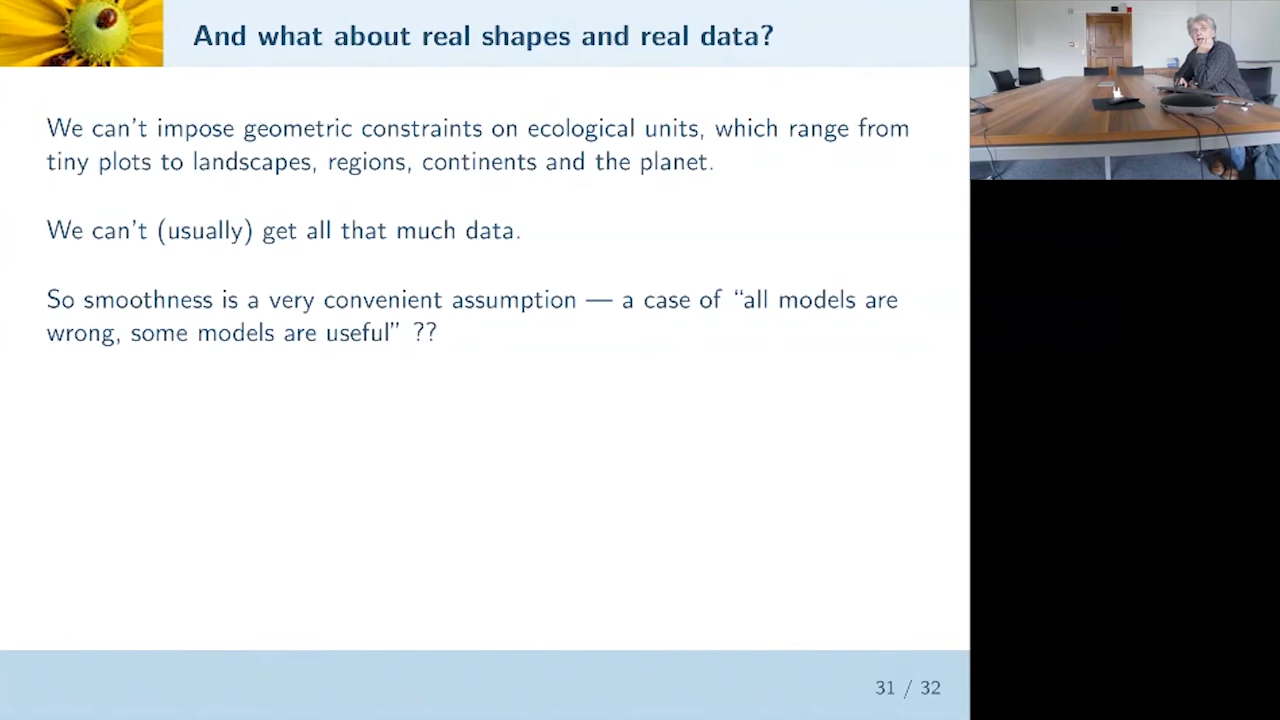 And what about real shapes and real data?
We can't impose geometric constraints on ecological units, which range from
tiny plots to landscapes, regions, continents and the planet.
We can't (usually) get all that much data.
So smoothness is a very convenient assumption — a case of “all models are
wrong, some models are useful” ??
31 / 32